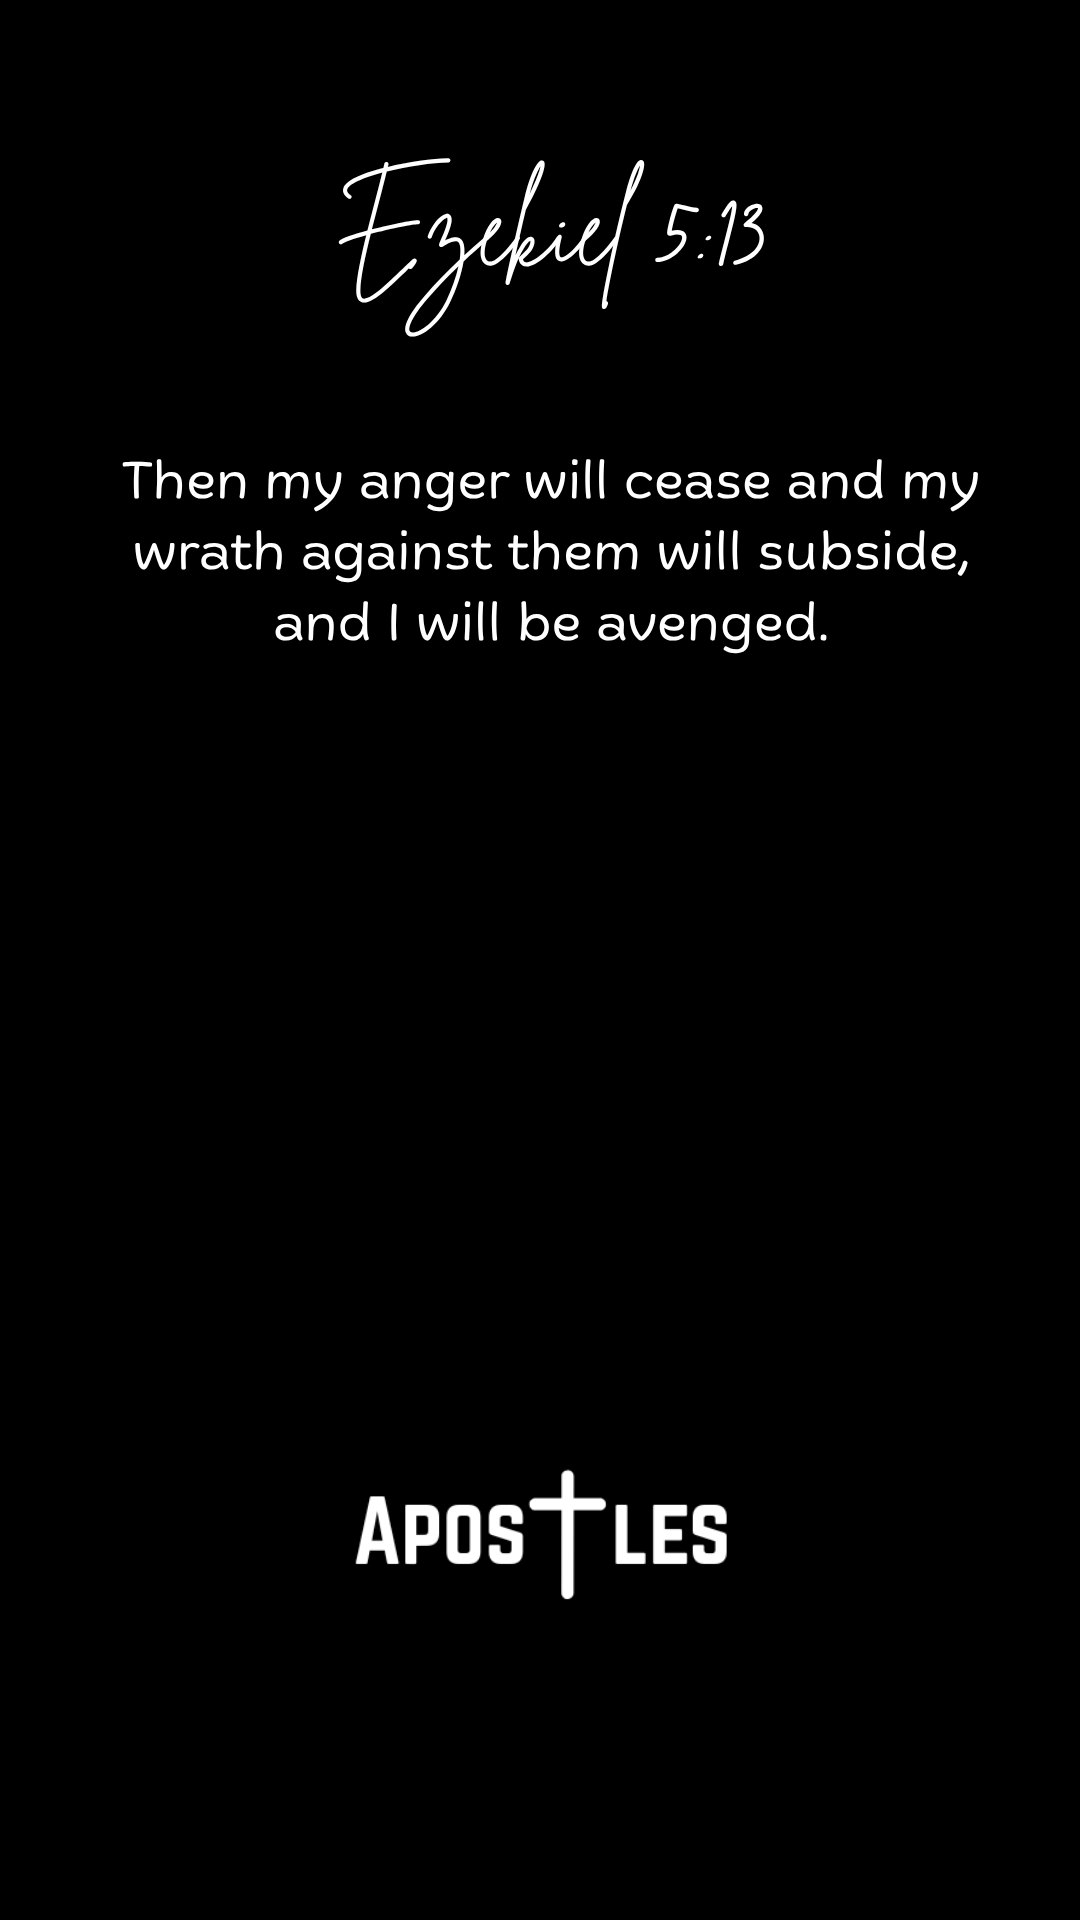 Ezekiel 5:13
Then my anger will cease and my
wrath against them will subside,
and I will be avenged.
APOSTLES